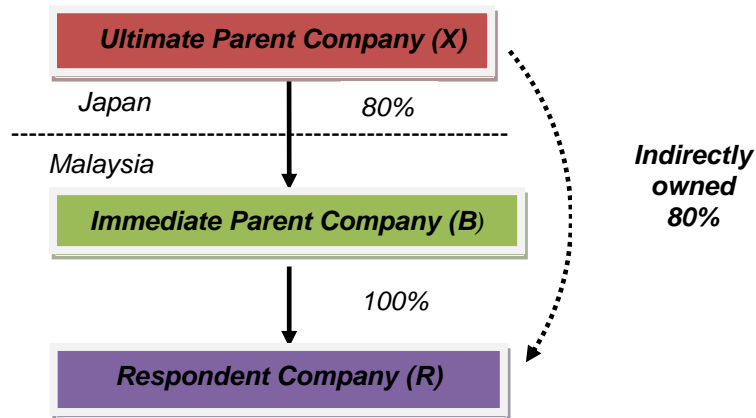 Ultimate Parent Company (X)
Japan
80%
Malaysia
Indirectly
owned
80%
Immediate Parent Company (B)
100%
Respondent Company (R)